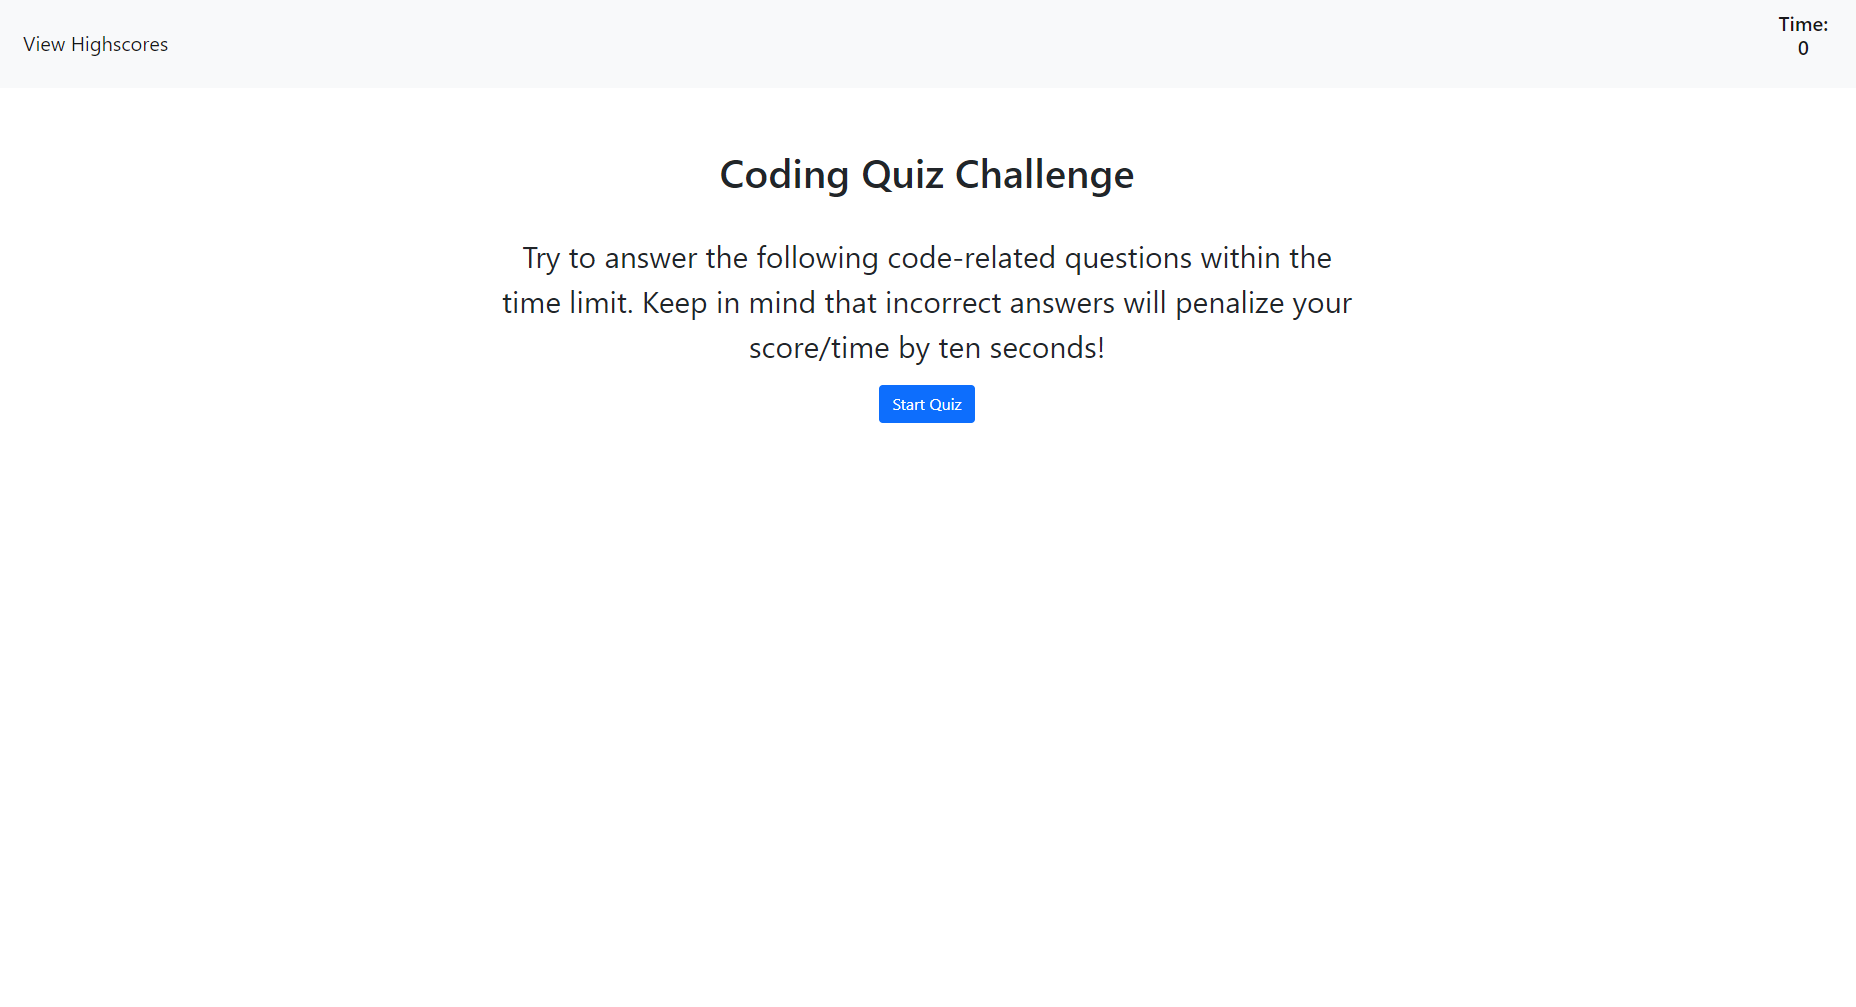 View Highscores
Time:
0
Coding Quiz Challenge
Try to answer the following code-related questions within the
time limit. Keep in mind that incorrect answers will penalize your
score/time by ten seconds!
Start Quiz